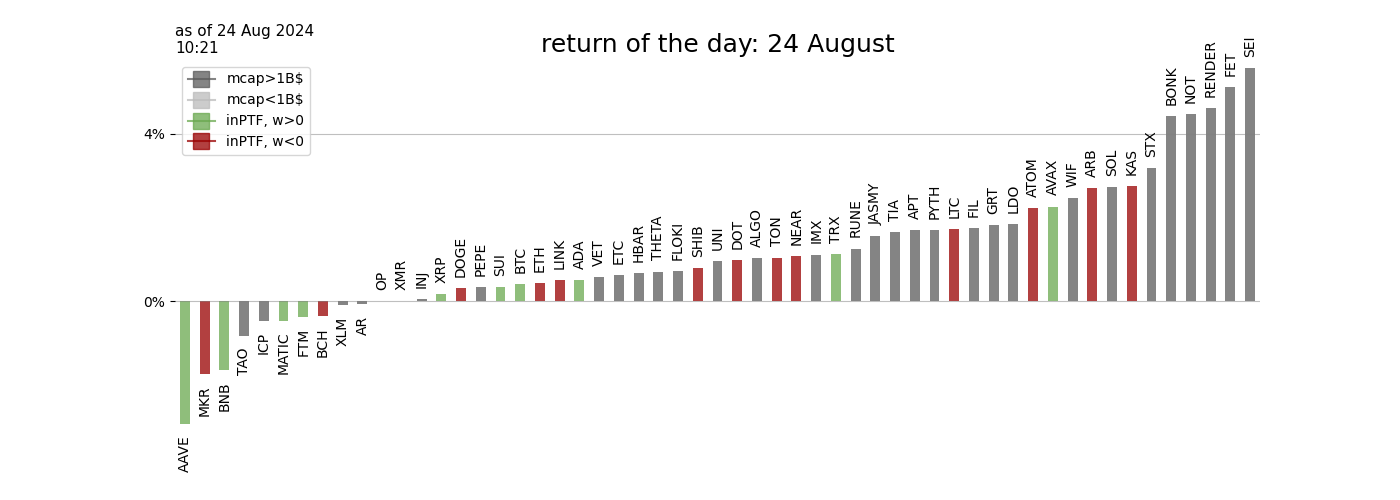 as of 24 Aug 2024
10:21
return of the day: 24 August
mcap>1B$
mcap<1B$
inPTF, w>0
inPTF, w<0
4%
0%
AAVE
MKR
BNB
TAO
ICP
MATIC
FTM
BCH
XLM
AR
OP
XMR
INJ
XRP
DOGE
PEPE
SUI
BTC
ETH
LINK
ADA
VET
ETC
HBAR
THETA
FLOKI
SHIB
UNI
DOT
ALGO
TON
NEAR
IMX
TRX
RUNE
JASMY
TIA
APT
PYTH
LTC
FIL
GRT
LDO
ATOM
AVAX
WIF
ARB
SOL
KAS
STX
BONK
NOT
RENDER
FET
SEI